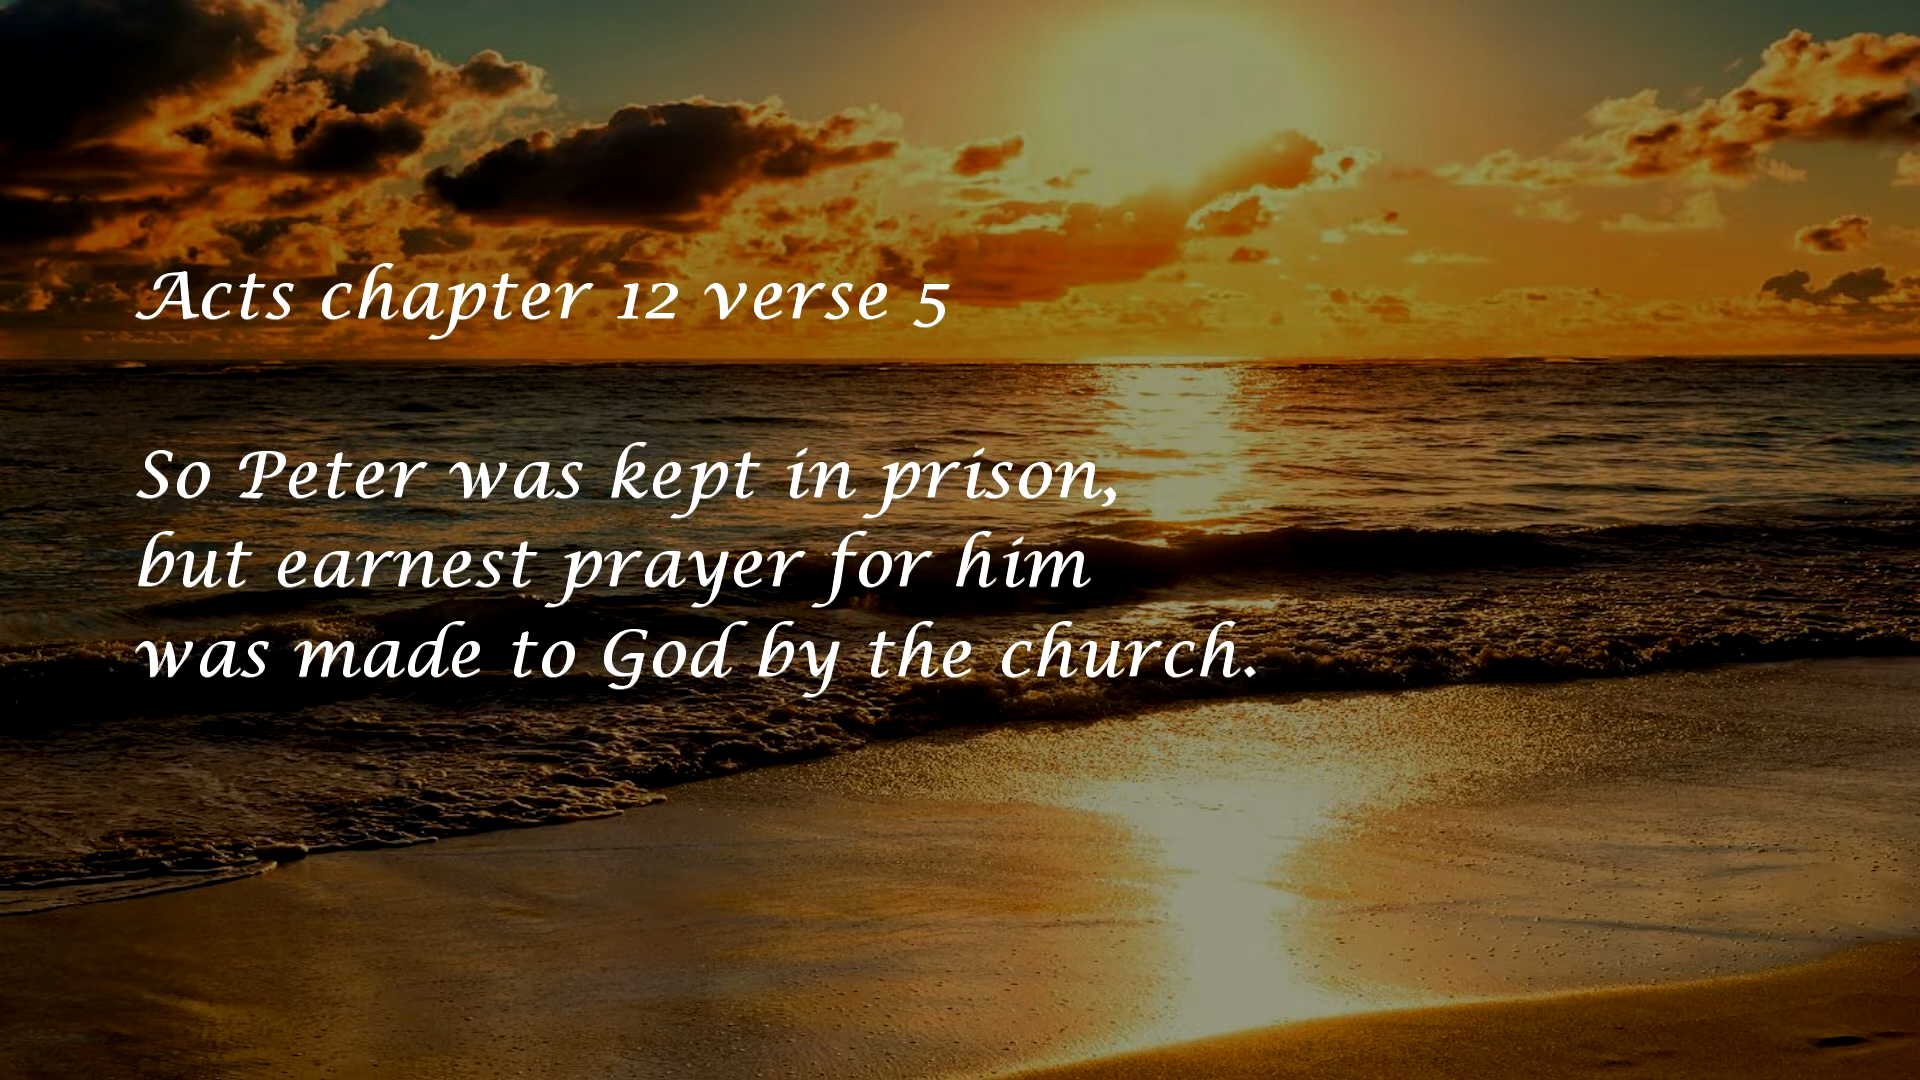 Acts chapter 12 verse 5
So Peter was kept in prison,
but earnest prayer for him
was made to God by the church.